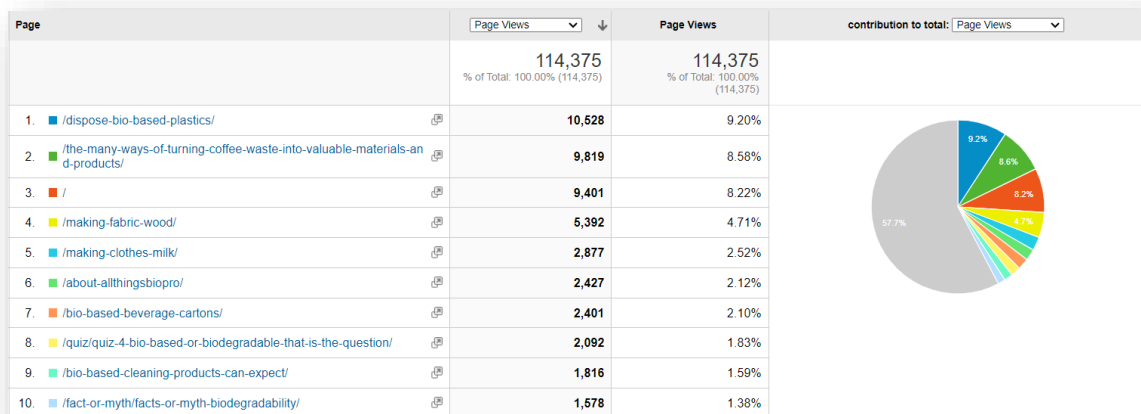 Page Page Views Page Views contribution to total: Page Views
114,375 114,375
% of Total: 100.00% (114,375) % of Total: 100.00%
(114,375)
1. /dispose-bio-based-plastics/ 10,528 9.20%
2. /the-many-ways-of-turning-coffee-waste-into-valuable-materials-an
d-products/ 9,819 8.58%
3. / 9,401 8.22%
4. /making-fabric-wood/ 5,392 4.71%
5. /making-clothes-milk/ 2,877 2.52%
6. /about-allthingsbiopro/ 2,427 2.12%
7. /bio-based-beverage-cartons/ 2,401 2.10%
8. /quiz/quiz-4-bio-based-or-biodegradable-that-is-the-question/ 2,092 1.83%
9. /bio-based-cleaning-products-can-expect/ 1,816 1.59%
10. /fact-or-myth/facts-or-myth-biodegradability/ 1,578 1.38%
9.2%
8.6%
8.2%
4.7%
57.7%